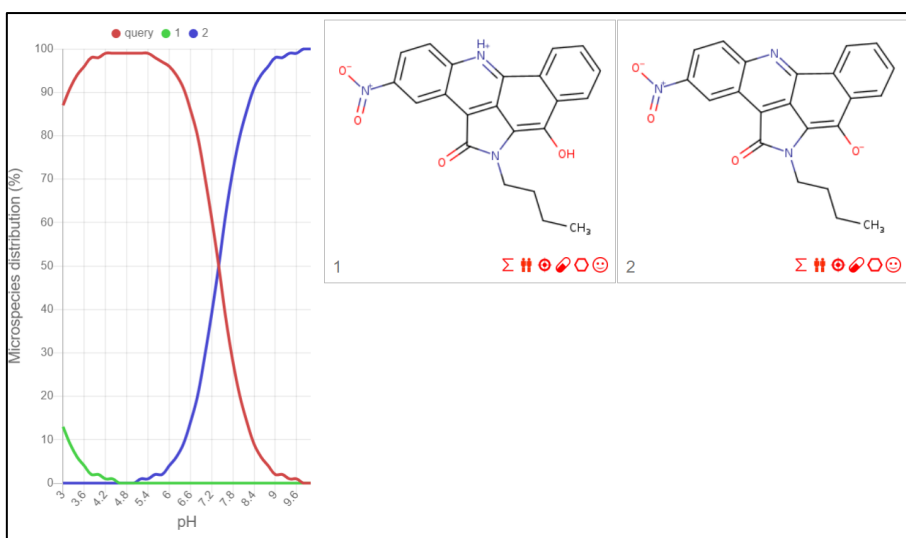 query 1 2
Microspecies distribution (%)
100
90
80
70
60
50
40
30
20
10
0
3 3.6 4.2 4.8 5.4 6 6.6 7.2 7.8 8.4 9 9.6
pH
H+
N
O-
N+
O
O
N
OH
CH3
1
Σ
N
O-
N+
O
O
N
O-
CH3
2
Σ